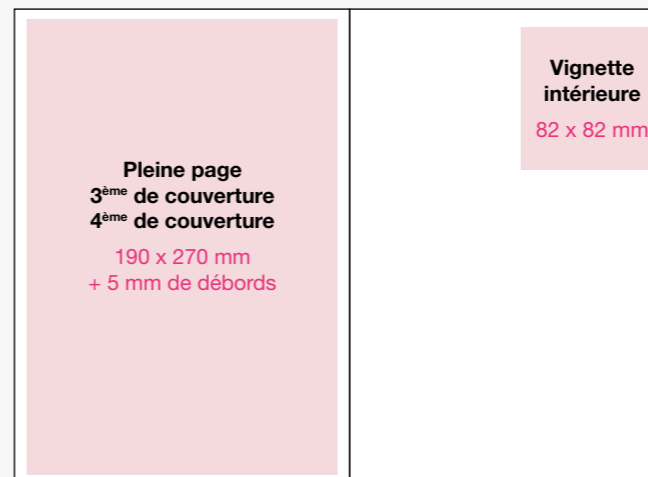 Pleine page
3ème de couverture
4ème de couverture
190 x 270 mm
+ 5 mm de débords
Vignette
intérieure
82 x 82 mm